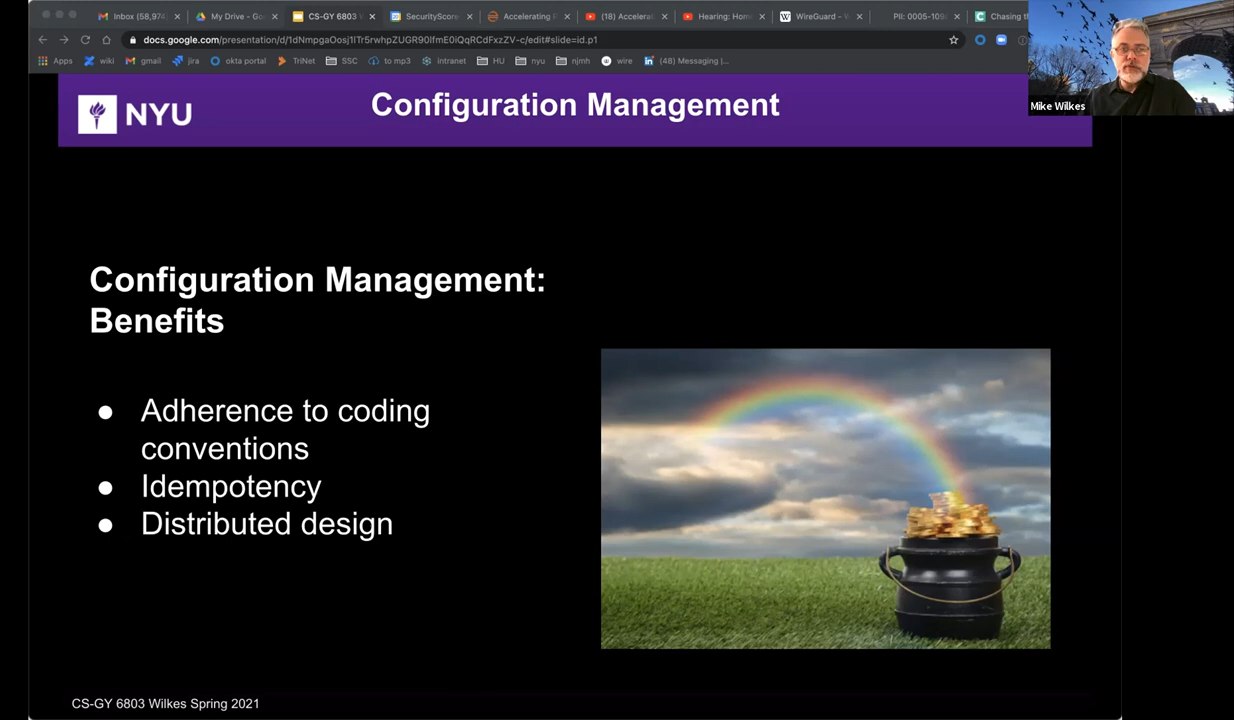 Inbox (58,974
My Drive - Go
CS-GY 6803
SecurityScore
Accelerating F
(18) Accelera
Hearing: Hom
WireGuard - V
PII: 0005-109
Chasing th
docs.google.com/presentation/d/1dNmpgaOosj1ITr5rwhpZUGR90lfmE0iQqRCdFxzZV-c/edit#slide=id.p1
Apps wiki gmail jira okta portal TriNet SSC to mp3 intranet HU nyu njmh wire (48) Messaging |...
Mike Wilkes
NYU
Configuration Management
Configuration Management:
Benefits
● Adherence to coding
conventions
● Idempotency
● Distributed design
CS-GY 6803 Wilkes Spring 2021